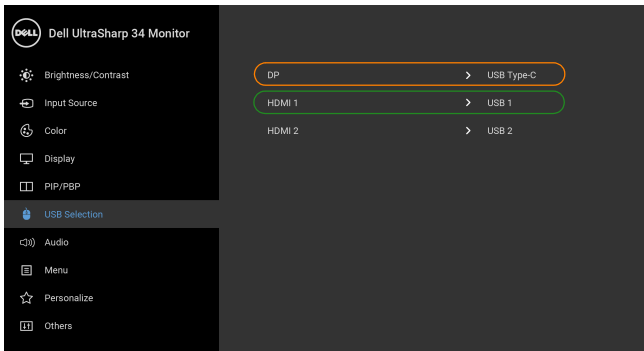 DELL Dell UltraSharp 34 Monitor
Brightness/Contrast
Input Source
Color
Display
PIP/PBP
USB Selection
Audio
Menu
Personalize
Others
DP USB Type-C
HDMI 1 USB 1
HDMI 2 USB 2